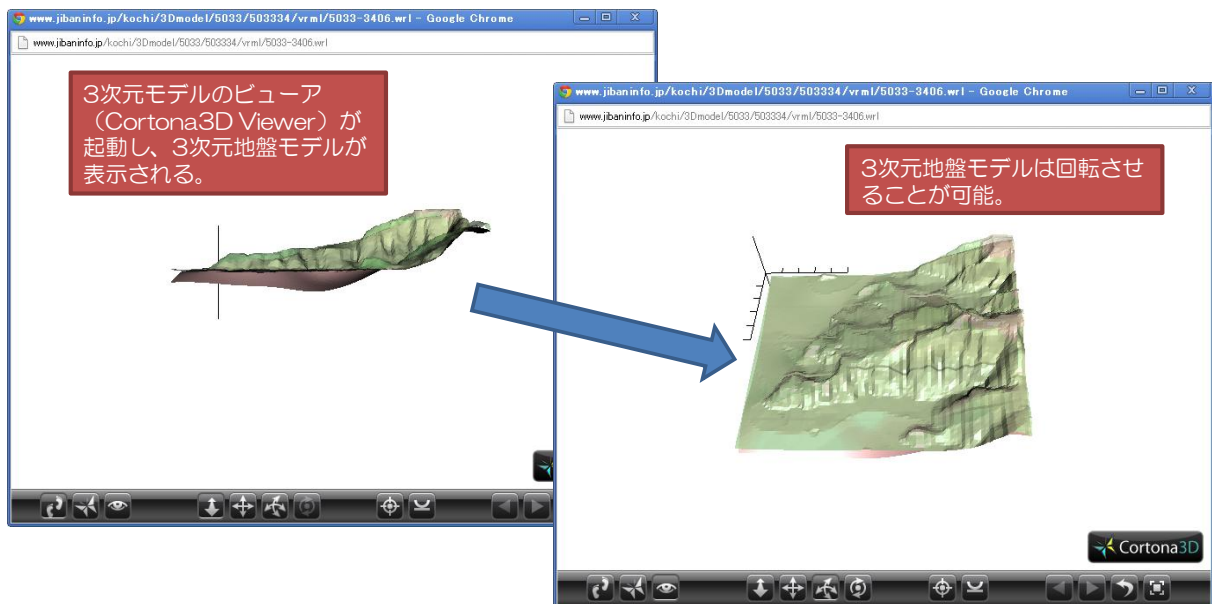 www.jibaninfo.jp/kochi/3Dmodel/5033/503334/vrml/5033-3406.wrl - Google Chrome
www.jibaninfo.jp/kochi/3Dmodel/5033/503334/vrml/5033-3406.wrl
3次元モデルのビューア
（Cortona3D Viewer）が
起動し、3次元地盤モデルが
表示される。
www.jibaninfo.jp/kochi/3Dmodel/5033/503334/vrml/5033-3406.wrl - Google Chrome
www.jibaninfo.jp/kochi/3Dmodel/5033/503334/vrml/5033-3406.wrl
3次元地盤モデルは回転させ
ることが可能。
Cortona3D